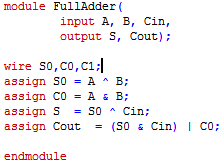 module FullAdder(
input A, B, Cin,
output S, Cout);
wire S0,C0,C1;
assign S0 = A ^ B;
assign C0 = A & B;
assign S  = S0 ^ Cin;
assign Cout  = (S0 & Cin) | C0;
endmodule